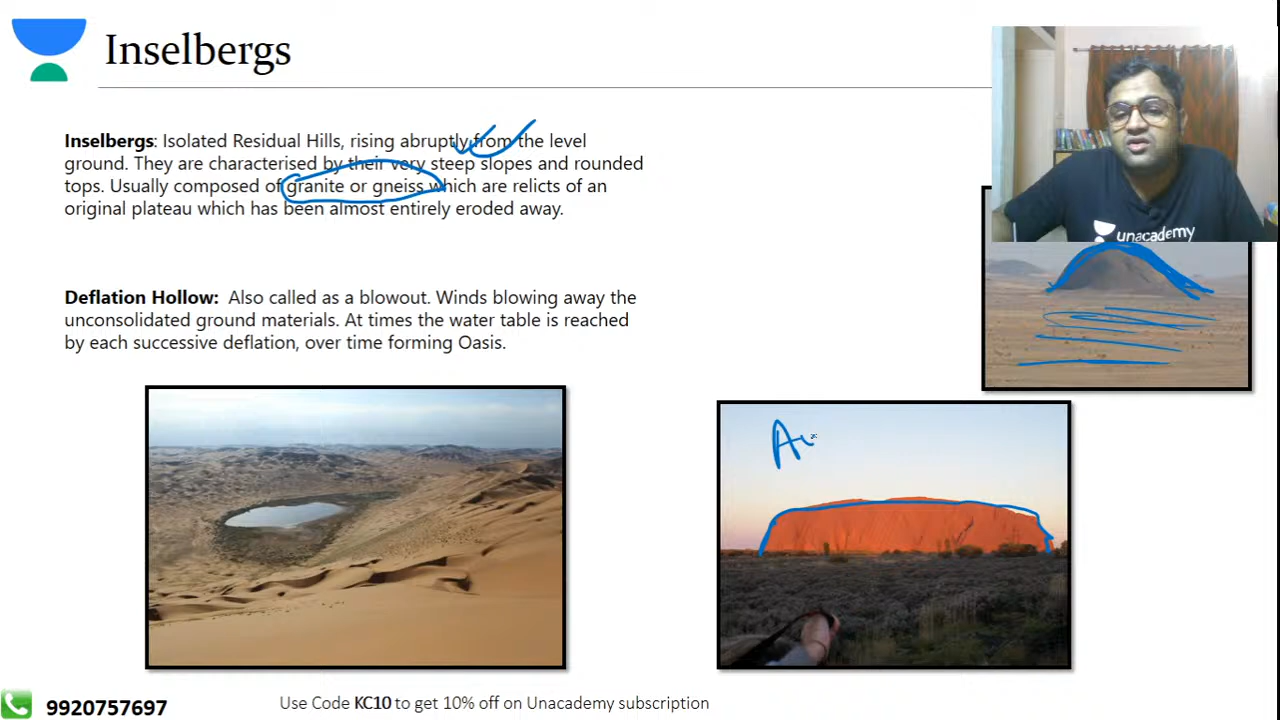 Inselbergs
Inselbergs: Isolated Residual Hills, rising abruptly from the level
ground. They are characterised by their very steep slopes and rounded
tops. Usually composed of granite or gneiss which are relicts of an
original plateau which has been almost entirely eroded away.
unacademy
Deflation Hollow: Also called as a blowout. Winds blowing away the
unconsolidated ground materials. At times the water table is reached
by each successive deflation, over time forming Oasis.
Au
9920757697
Use Code KC10 to get 10% off on Unacademy subscription